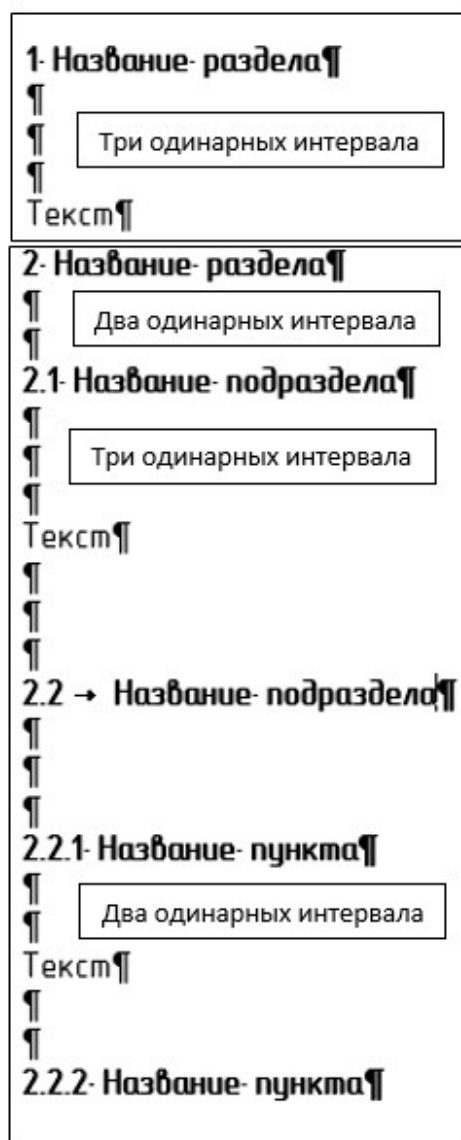 1· Название· раздела¶
¶
¶ Три одинарных интервала
¶
Текст¶
2· Название· раздела¶
¶ Два одинарных интервала
¶
2.1· Название· подраздела¶
¶
¶ Три одинарных интервала
¶
Текст¶
¶
¶
¶
2.2 → Название· подраздела¶
¶
¶
¶
2.2.1· Название· пункта¶
¶ Два одинарных интервала
¶
Текст¶
¶
¶
2.2.2· Название· пункта¶